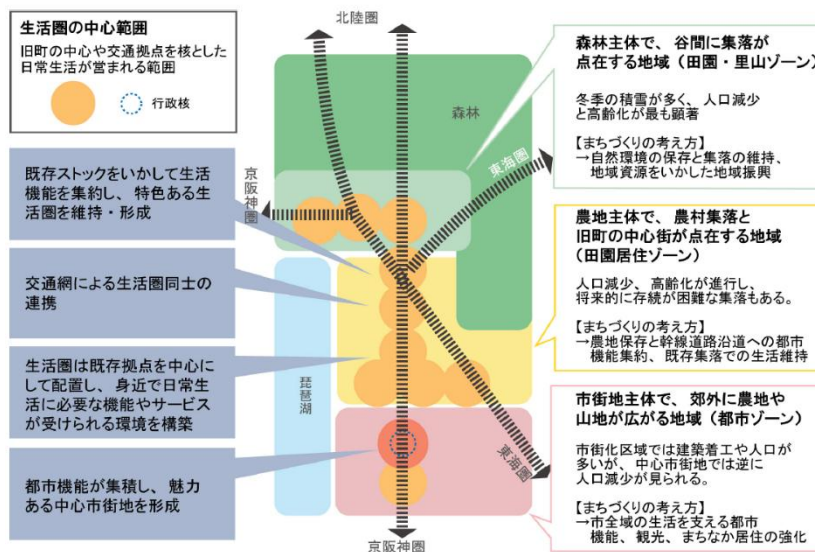 生活圏の中心範囲
旧町の中心や交通拠点を核とした
日常生活が営まれる範囲
行政核
既存ストックをいかして生活
機能を集約し、特色ある生
活圏を維持・形成
交通網による生活圏同士の
連携
生活圏は既存拠点を中心に
して配置し、身近で日常生
活に必要な機能やサービス
が受けられる環境を構築
都市機能が集積し、魅力
ある中心市街地を形成
北陸圏
森林
東海圏
京阪神圏
琵琶湖
東海圏
京阪神圏
森林主体で、谷間に集落が
点在する地域（田園・里山ゾーン）
冬季の積雪が多く、人口減少
と高齢化が最も顕著
【まちづくりの考え方】
→自然環境の保存と集落の維持、
地域資源をいかした地域振興
農地主体で、農村集落と
旧町の中心街が点在する地域
（田園居住ゾーン）
人口減少、高齢化が進行し、
将来的に存続が困難な集落もある。
【まちづくりの考え方】
→農地保存と幹線道路沿道への都市
機能集約、既存集落での生活維持
市街地主体で、郊外に農地や
山地が広がる地域（都市ゾーン）
市街化区域では建築着工や人口が
多いが、中心市街地では逆に
人口減少が見られる。
【まちづくりの考え方】
→市全域の生活を支える都市
機能、観光、まちなか居住の強化